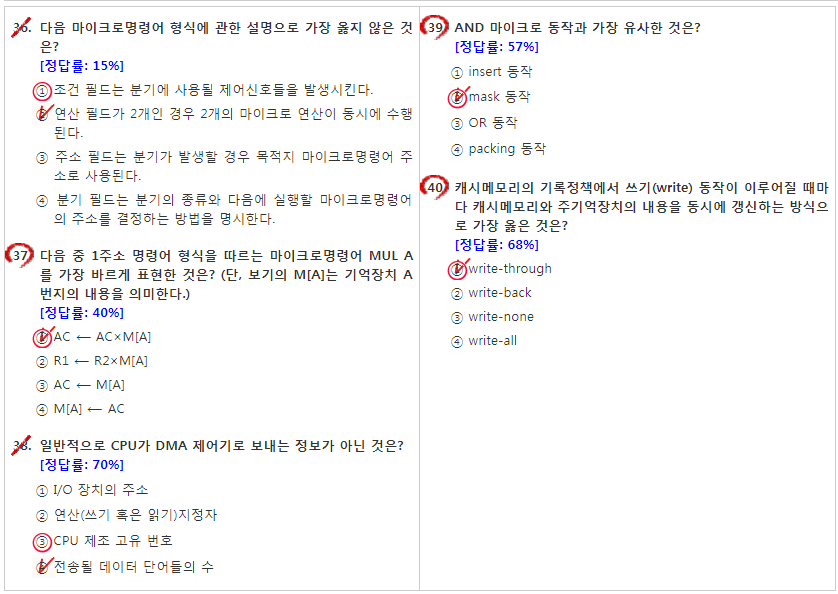 36. 다음 마이크로명령어 형식에 관한 설명으로 가장 옳지 않은 것
은?
[정답률: 15%]
① 조건 필드는 분기에 사용될 제어신호들을 발생시킨다.
② 연산 필드가 2개인 경우 2개의 마이크로 연산이 동시에 수행
된다.
③ 주소 필드는 분기가 발생할 경우 목적지 마이크로명령어 주
소로 사용된다.
④ 분기 필드는 분기의 종류와 다음에 실행할 마이크로명령어
의 주소를 결정하는 방법을 명시한다.
37. 다음 중 1주소 명령어 형식을 따르는 마이크로명령어 MUL A
를 가장 바르게 표현한 것은? (단, 보기의 M[A]는 기억장치 A
번지의 내용을 의미한다.)
[정답률: 40%]
① AC ← AC×M[A]
② R1 ← R2×M[A]
③ AC ← M[A]
④ M[A] ← AC
38. 일반적으로 CPU가 DMA 제어기로 보내는 정보가 아닌 것은?
[정답률: 70%]
① I/O 장치의 주소
② 연산(쓰기 혹은 읽기)지정자
③ CPU 제조 고유 번호
④ 전송될 데이터 단어들의 수
39. AND 마이크로 동작과 가장 유사한 것은?
[정답률: 57%]
① insert 동작
② mask 동작
③ OR 동작
④ packing 동작
40. 캐시메모리의 기록정책에서 쓰기(write) 동작이 이루어질 때마
다 캐시메모리와 주기억장치의 내용을 동시에 갱신하는 방식으
로 가장 옳은 것은?
[정답률: 68%]
① write-through
② write-back
③ write-none
④ write-all